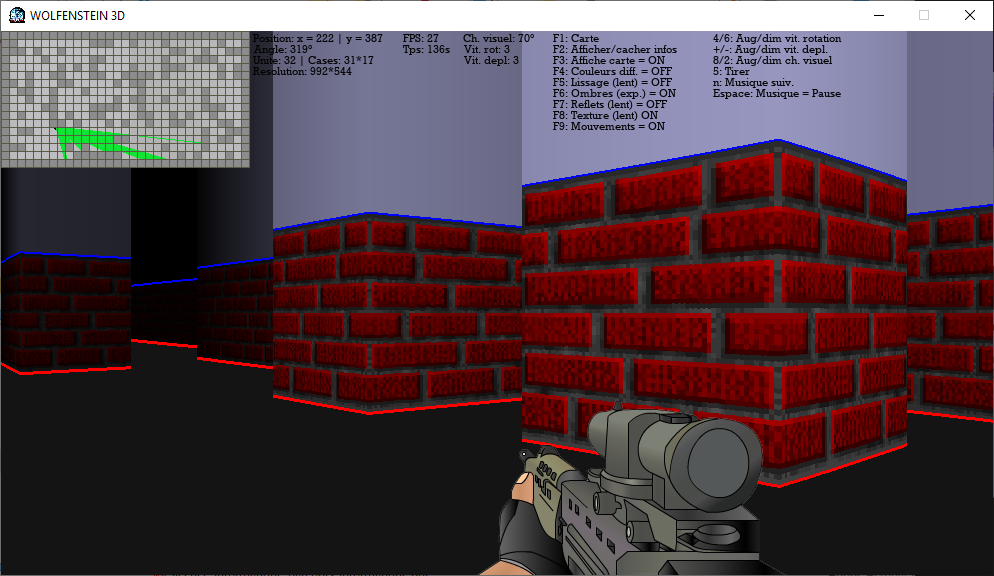 WOLFENSTEIN 3D
Position: x = 222 | y = 387
Angle: 319°
Unite: 32 | Cases: 31*17
Resolution: 992*544
FPS: 27
Tps: 136s
Ch. visuel: 70°
Vit. rot: 3
Vit. depl: 3
F1: Carte
F2: Afficher/cacher infos
F3: Affiche carte = ON
F4: Couleurs diff. = OFF
F5: Lissage (lent) = OFF
F6: Ombres (exp.) = ON
F7: Reflets (lent) = OFF
F8: Texture (lent) ON
F9: Mouvements = ON
4/6: Aug/dim vit. rotation
+/-: Aug/dim vit. depl.
8/2: Aug/dim ch. visuel
5: Tirer
n: Musique suiv.
Espace: Musique = Pause